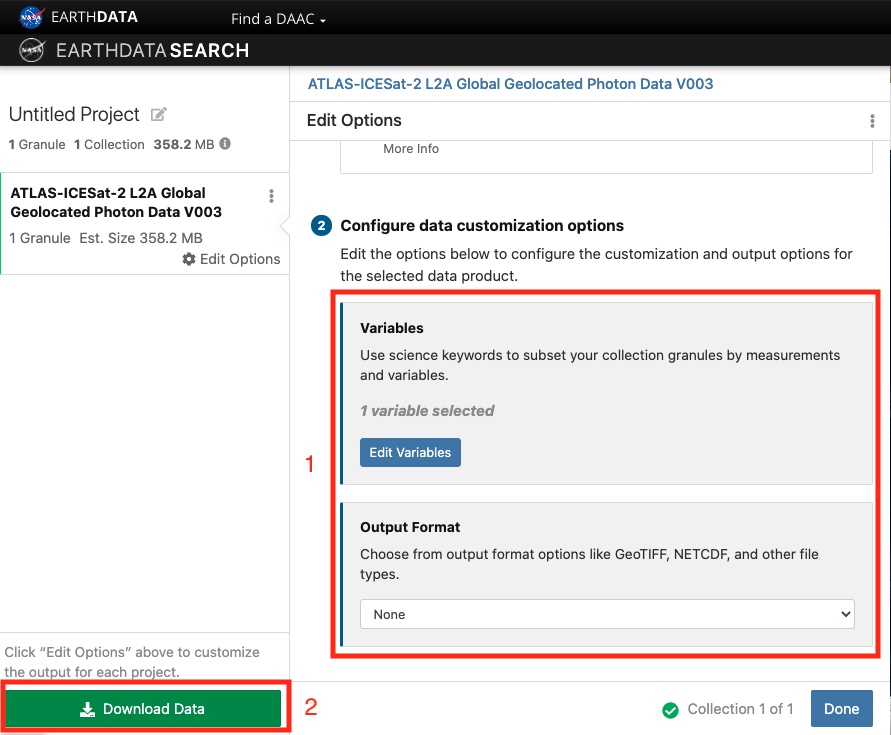 NASA EARTHDATA
Find a DAAC
NASA EARTHDATA SEARCH
Untitled Project
1 Granule 1 Collection 358.2 MB
ATLAS-ICESat-2 L2A Global
Geolocated Photon Data V003
1 Granule Est. Size 358.2 MB
Edit Options
Click “Edit Options” above to customize
the output for each project.
Download Data
2
ATLAS-ICESat-2 L2A Global Geolocated Photon Data V003
Edit Options
More Info
2 Configure data customization options
Edit the options below to configure the customization and output options for
the selected data product.
1
Variables
Use science keywords to subset your collection granules by measurements
and variables.
1 variable selected
Edit Variables
Output Format
Choose from output format options like GeoTIFF, NETCDF, and other file
types.
None
Collection 1 of 1
Done